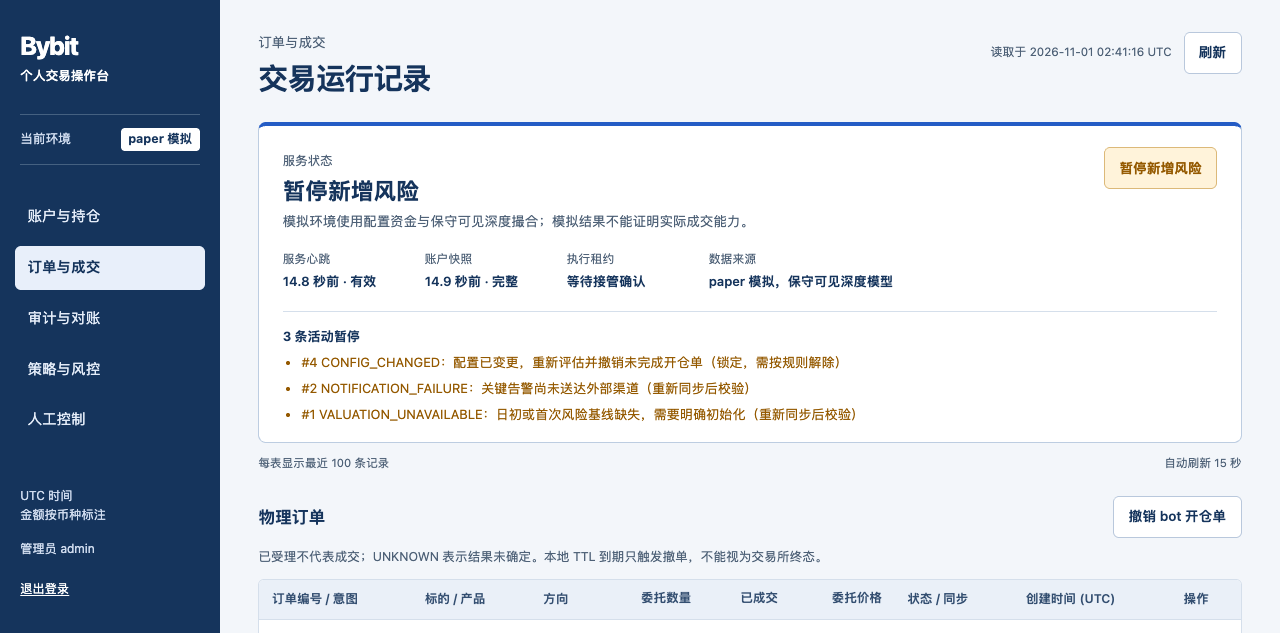 Bybit
个人交易操作台
当前环境 paper 模拟
账户与持仓
订单与成交
审计与对账
策略与风控
人工控制
UTC 时间
金额按币种标注
管理员 admin
退出登录
订单与成交
交易运行记录
读取于 2026-11-01 02:41:16 UTC
刷新
服务状态
暂停新增风险
模拟环境使用配置资金与保守可见深度撮合；模拟结果不能证明实际成交能力。
暂停新增风险
服务心跳 账户快照 执行租约 数据来源
14.8 秒前 · 有效 14.9 秒前 · 完整 等待接管确认 paper 模拟，保守可见深度模型
3 条活动暂停
• #4 CONFIG_CHANGED：配置已变更，重新评估并撤销未完成开仓单（锁定，需按规则解除）
• #2 NOTIFICATION_FAILURE：关键告警尚未送达外部渠道（重新同步后校验）
• #1 VALUATION_UNAVAILABLE：日初或首次风险基线缺失，需要明确初始化（重新同步后校验）
每表显示最近 100 条记录 自动刷新 15 秒
物理订单
撤销 bot 开仓单
已受理不代表成交；UNKNOWN 表示结果未确定。本地 TTL 到期只触发撤单，不能视为交易所终态。
订单编号 / 意图 标的 / 产品 方向 委托数量 已成交 委托价格 状态 / 同步 创建时间 (UTC) 操作